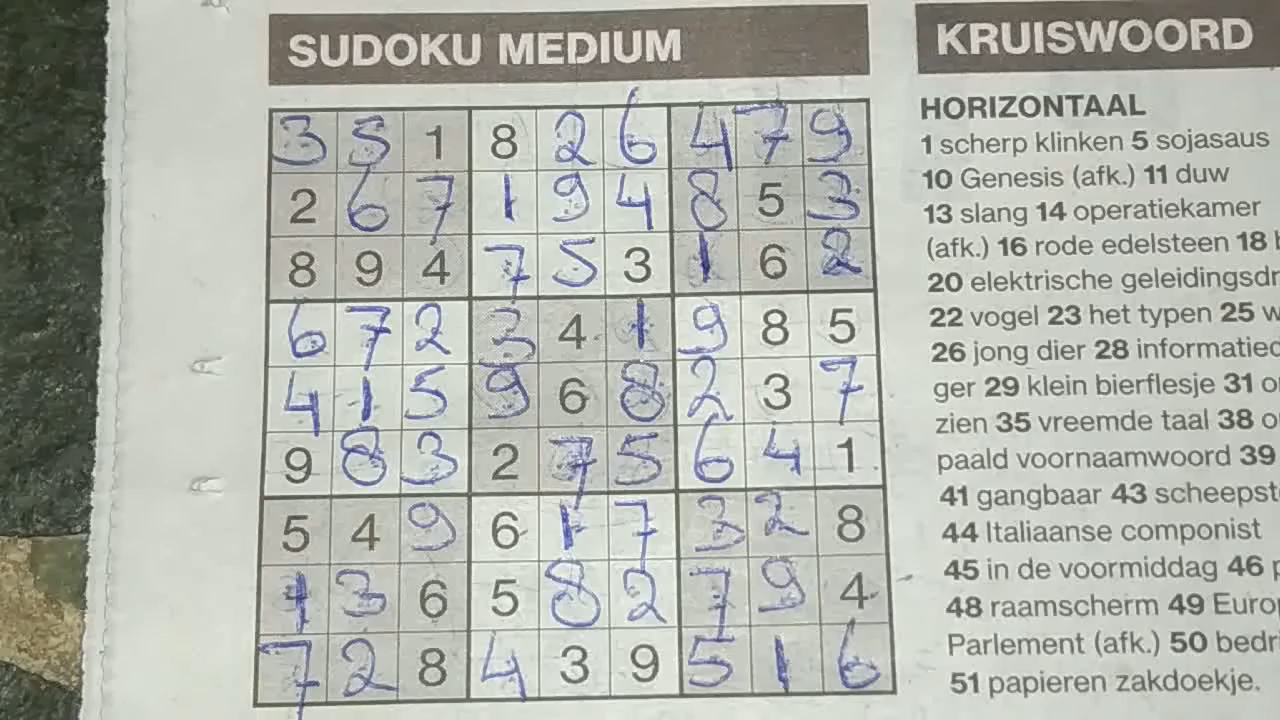 SUDOKU MEDIUM
3 5 1 8 2 6 4 7 9
2 6 7 1 9 4 8 5 3
8 9 4 7 5 3 1 6 2
6 7 2 3 4 1 9 8 5
4 1 5 9 6 8 2 3 7
9 8 3 2 7 5 6 4 1
5 4 9 6 1 7 3 2 8
1 3 6 5 8 2 7 9 4
7 2 8 4 3 9 5 1 6
KRUISWOORD
HORIZONTAAL
1 scherp klinken 5 sojasaus
10 Genesis (afk.) 11 duw
13 slang 14 operatiekamer
(afk.) 16 rode edelsteen 18
20 elektrische geleidingsdr
22 vogel 23 het typen 25
26 jong dier 28 informatied
ger 29 klein bierflesje 31
zien 35 vreemde taal 38
paald voornaamwoord 39
41 gangbaar 43 scheepst
44 Italiaanse componist
45 in de voormiddag 46
48 raamscherm 49 Euro
Parlement (afk.) 50 bedr
51 papieren zakdoekje.